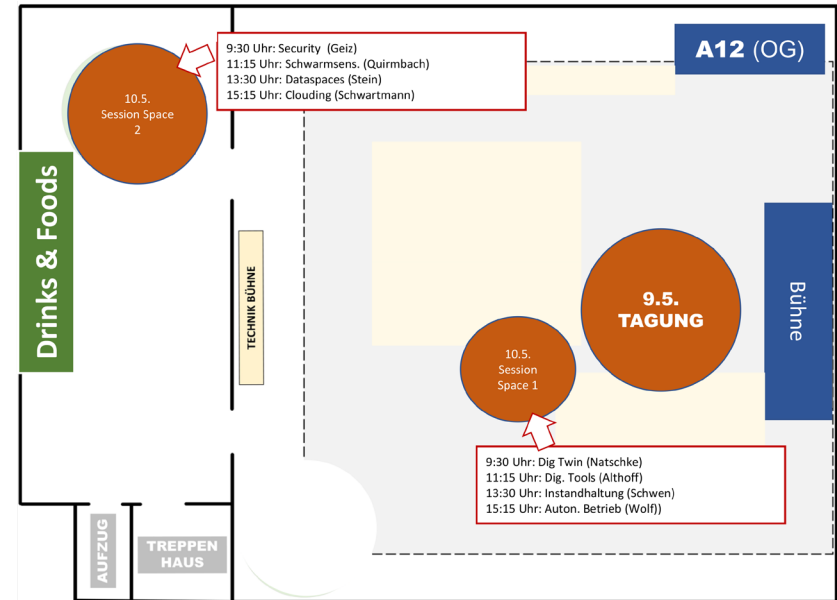 9:30 Uhr: Security  (Geiz)
11:15 Uhr: Schwarmsens. (Quirmbach)
13:30 Uhr: Dataspaces (Stein)
15:15 Uhr: Clouding (Schwartmann)
A12 (OG)
10.5.
Session Space
2
Drinks & Foods
TECHNIK BÜHNE
9.5.
TAGUNG
Bühne
10.5.
Session
Space 1
9:30 Uhr: Dig Twin (Natschke)
11:15 Uhr: Dig. Tools (Althoff)
13:30 Uhr: Instandhaltung (Schwen)
15:15 Uhr: Auton. Betrieb (Wolf))
AUFZUG
TREPPEN
HAUS